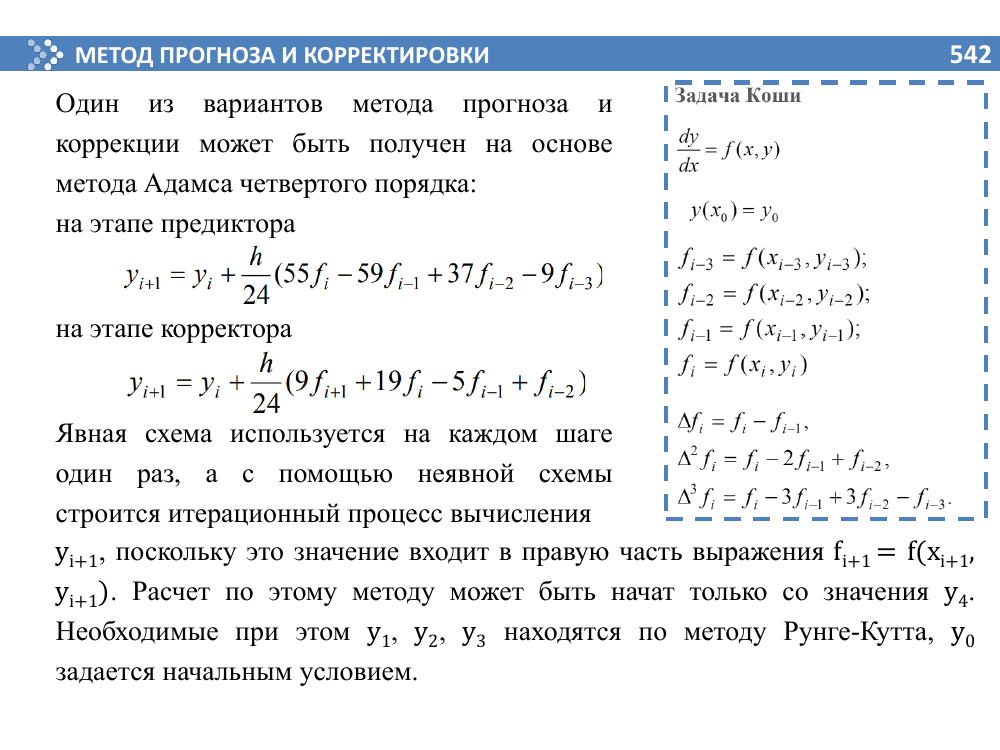 МЕТОД ПРОГНОЗА И КОРРЕКТИРОВКИ
542
Один из вариантов метода прогноза и
коррекции может быть получен на основе
метода Адамса четвертого порядка:
на этапе предиктора
y_{i+1} = y_i + \frac{h}{24}(55f_i − 59f_{i−1} + 37f_{i−2} − 9f_{i−3})
на этапе корректора
y_{i+1} = y_i + \frac{h}{24}(9f_{i+1} + 19f_i − 5f_{i−1} + f_{i−2})
Явная схема используется на каждом шаге
один раз, а с помощью неявной схемы
строится итерационный процесс вычисления
y_{i+1}, поскольку это значение входит в правую часть выражения f_{i+1} = f(x_{i+1},
y_{i+1}). Расчет по этому методу может быть начат только со значения y_4.
Необходимые при этом y_1, y_2, y_3 находятся по методу Рунге-Кутта, y_0
задается начальным условием.
Задача Коши
\frac{dy}{dx} = f(x, y)
y(x_0) = y_0
f_{i−3} = f(x_{i−3}, y_{i−3});
f_{i−2} = f(x_{i−2}, y_{i−2});
f_{i−1} = f(x_{i−1}, y_{i−1});
f_i = f(x_i, y_i)
Δf_i = f_i − f_{i−1},
Δ^2 f_i = f_i − 2f_{i−1} + f_{i−2},
Δ^3 f_i = f_i − 3f_{i−1} + 3f_{i−2} − f_{i−3}.